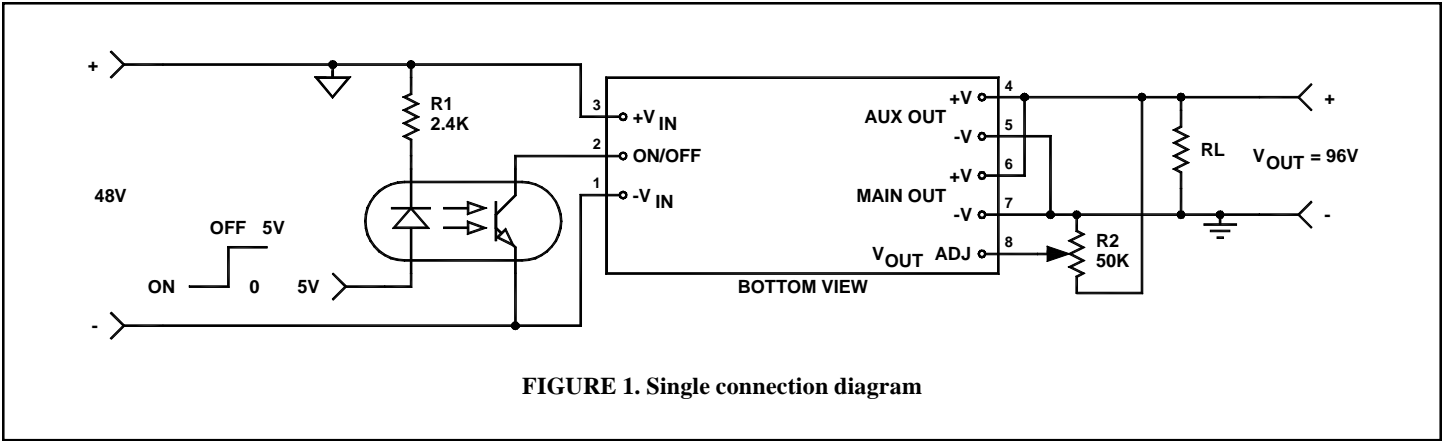 +
R1
2.4K
48V
OFF 5V
ON 0 5V
-
3 +V IN
2 ON/OFF
1 -V IN
+V 4
AUX OUT
-V 5
+V 6
MAIN OUT
-V 7
V OUT ADJ 8
BOTTOM VIEW
R2
50K
RL
+
V OUT = 96V
-
FIGURE 1. Single connection diagram